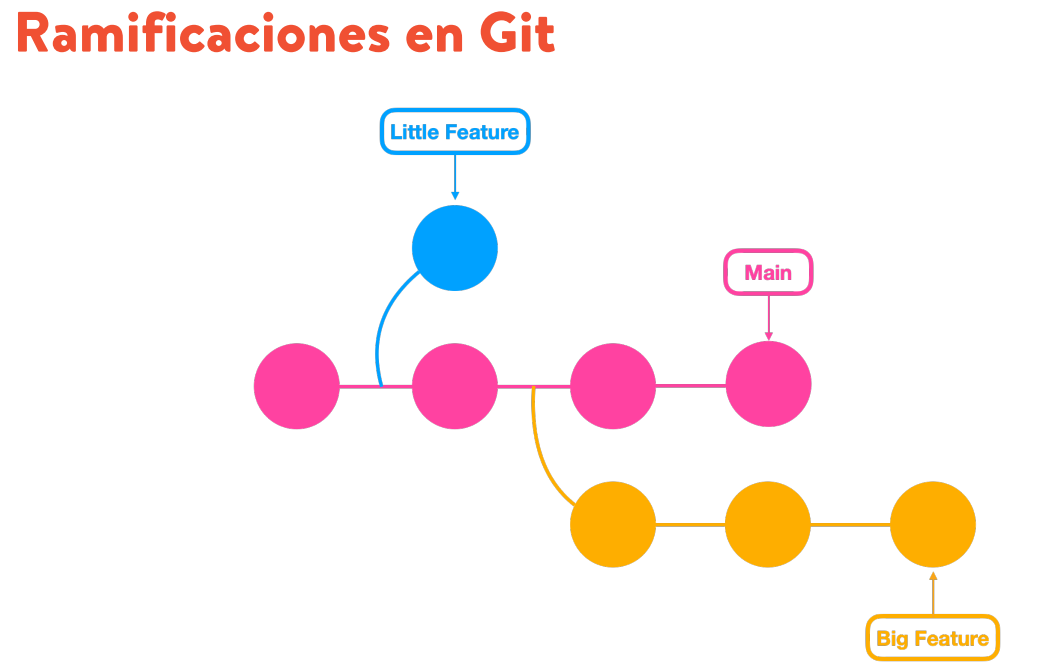 Ramificaciones en Git
Little Feature
Main
Big Feature